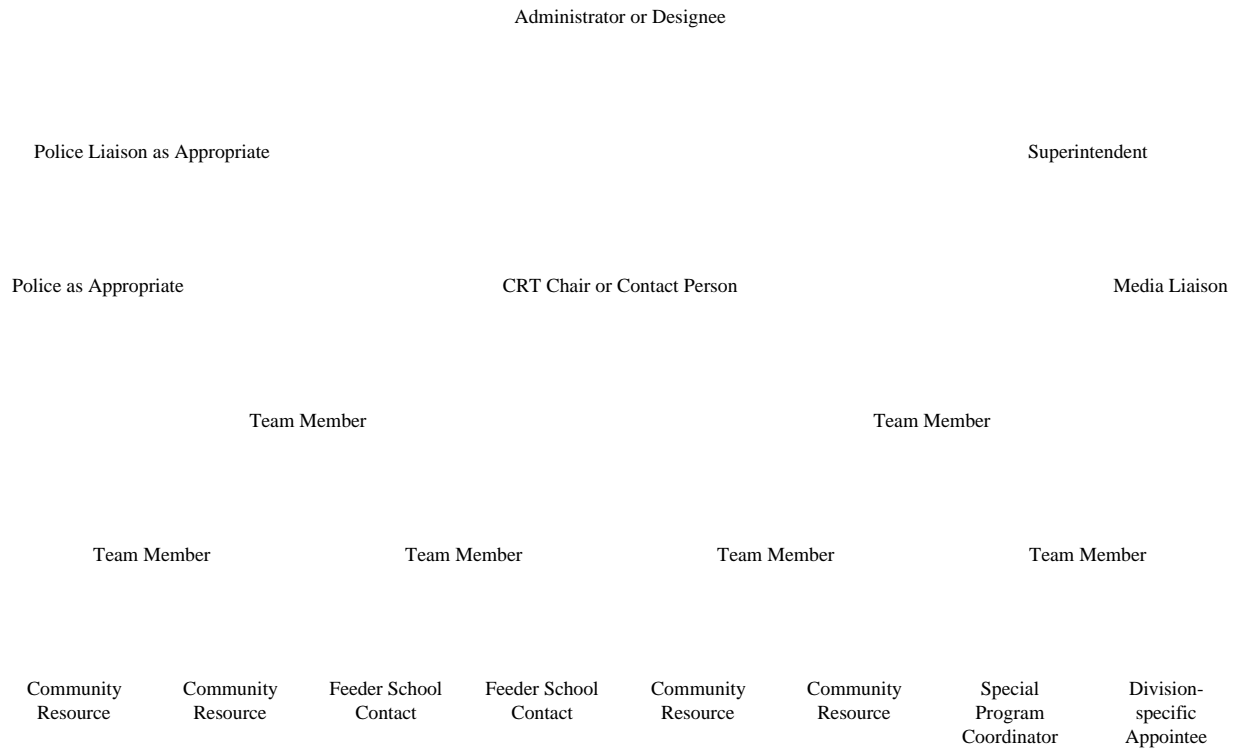 Administrator or Designee
Police Liaison as Appropriate
Superintendent
Police as Appropriate
CRT Chair or Contact Person
Media Liaison
Team Member
Team Member
Team Member
Team Member
Team Member
Team Member
Community
Resource
Community
Resource
Feeder School
Contact
Feeder School
Contact
Community
Resource
Community
Resource
Special
Program
Coordinator
Division-
specific
Appointee